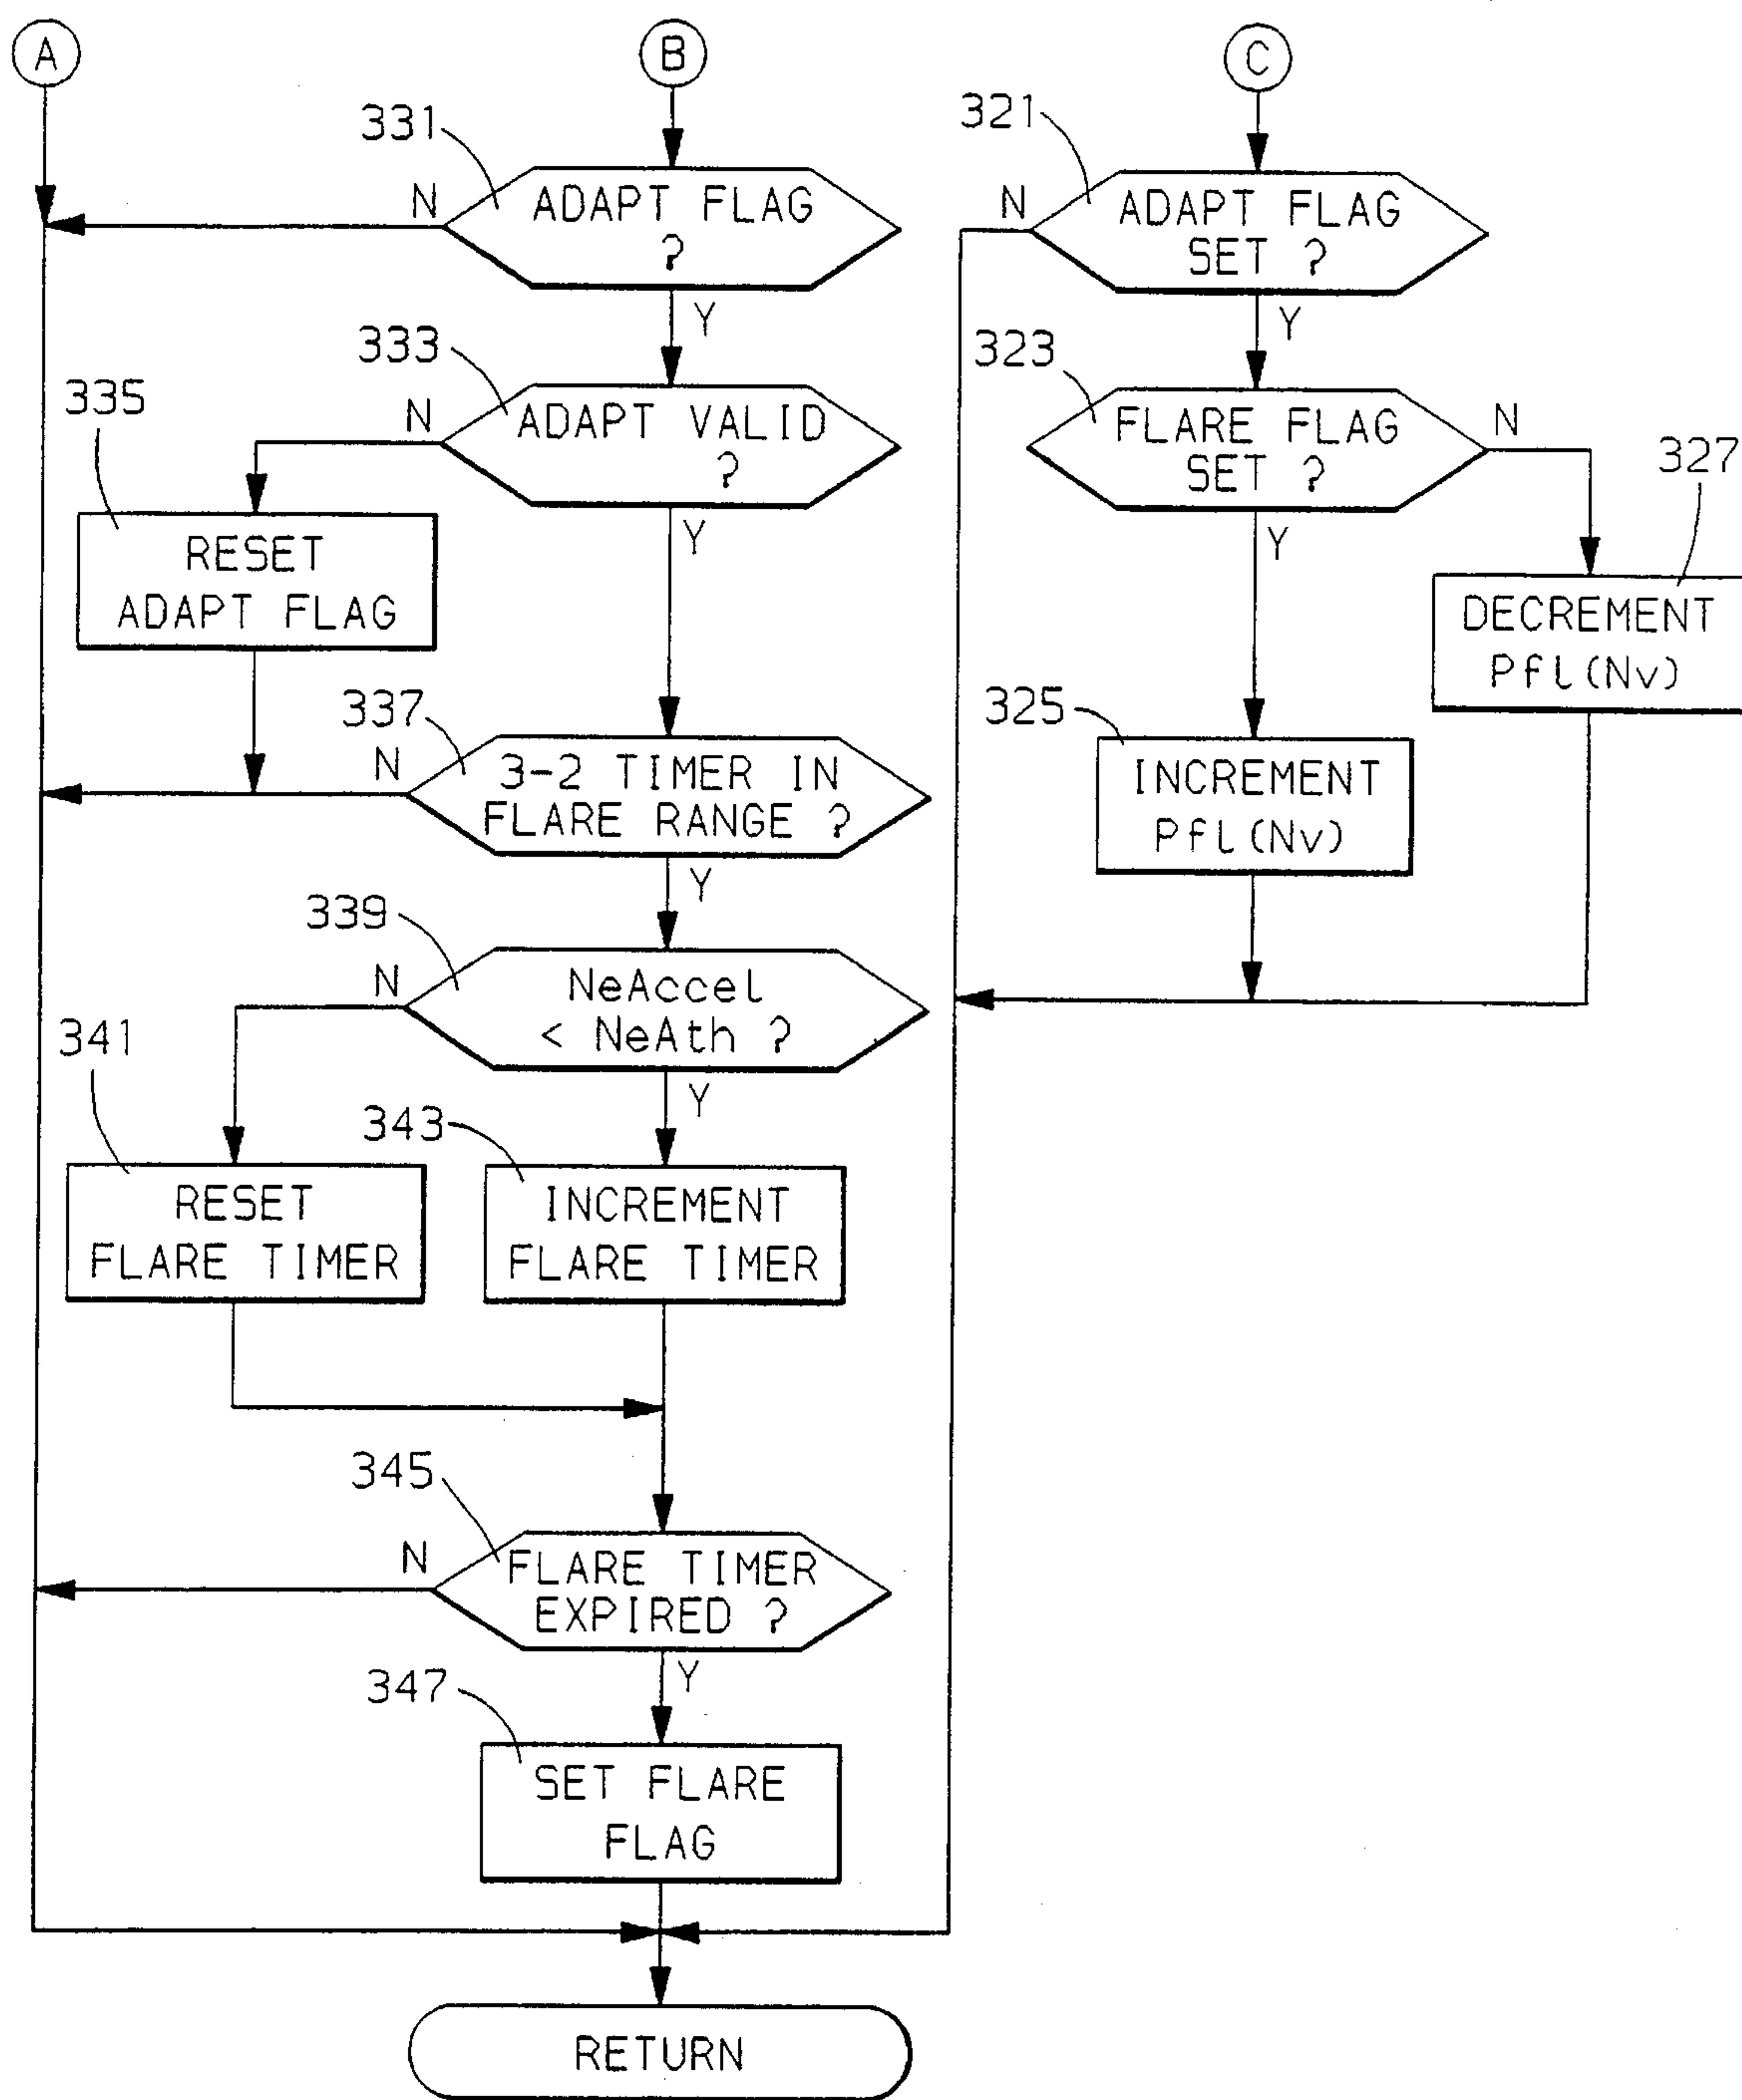 A
B
C
331
N
ADAPT FLAG
?
Y
321
N
ADAPT FLAG
SET ?
Y
333
N
ADAPT VALID
?
Y
335
RESET
ADAPT FLAG
323
FLARE FLAG
SET ?
N
Y
327
DECREMENT
Pfl(Nv)
325
INCREMENT
Pfl(Nv)
337
N
3-2 TIMER IN
FLARE RANGE ?
Y
339
N
NeAccel
< NeAth ?
Y
341
RESET
FLARE TIMER
343
INCREMENT
FLARE TIMER
345
N
FLARE TIMER
EXPIRED ?
Y
347
SET FLARE
FLAG
RETURN